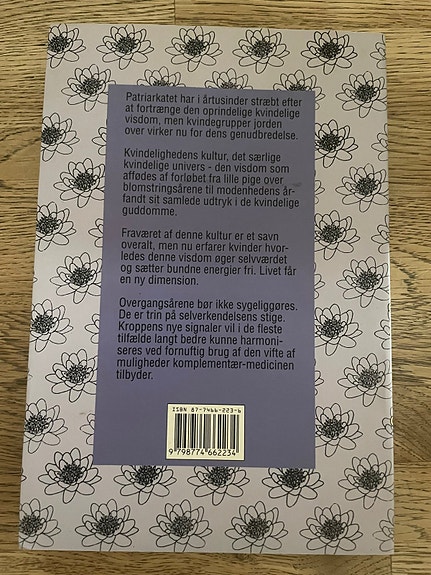 Patriarkatet har i årtusinder stræbt efter
at fortrænge den oprindelige kvindelige
visdom, men kvindegrupper jorden
over virker nu for dens genudbredelse.
Kvindelighedens kultur, det særlige
kvindelige univers - den visdom som
affødes af forløbet fra lille pige over
blomstringsårene til modenhedens år-
fandt sit samlede udtryk i de kvindelige
guddomme.
Fraværet af denne kultur er et savn
overalt, men nu erfarer kvinder hvor-
ledes denne visdom øger selvværdet
og sætter bundne energier fri. Livet får
en ny dimension.
Overgangsårene bør ikke sygeliggøres.
De er trin på selverkendelsens stige.
Kroppens nye signaler vil i de fleste
tilfælde langt bedre kunne harmoni-
seres ved fornuftig brug af den vifte af
muligheder komplementær-medicinen
tilbyder.
ISBN 87-7466-223-6
9 798774 662234